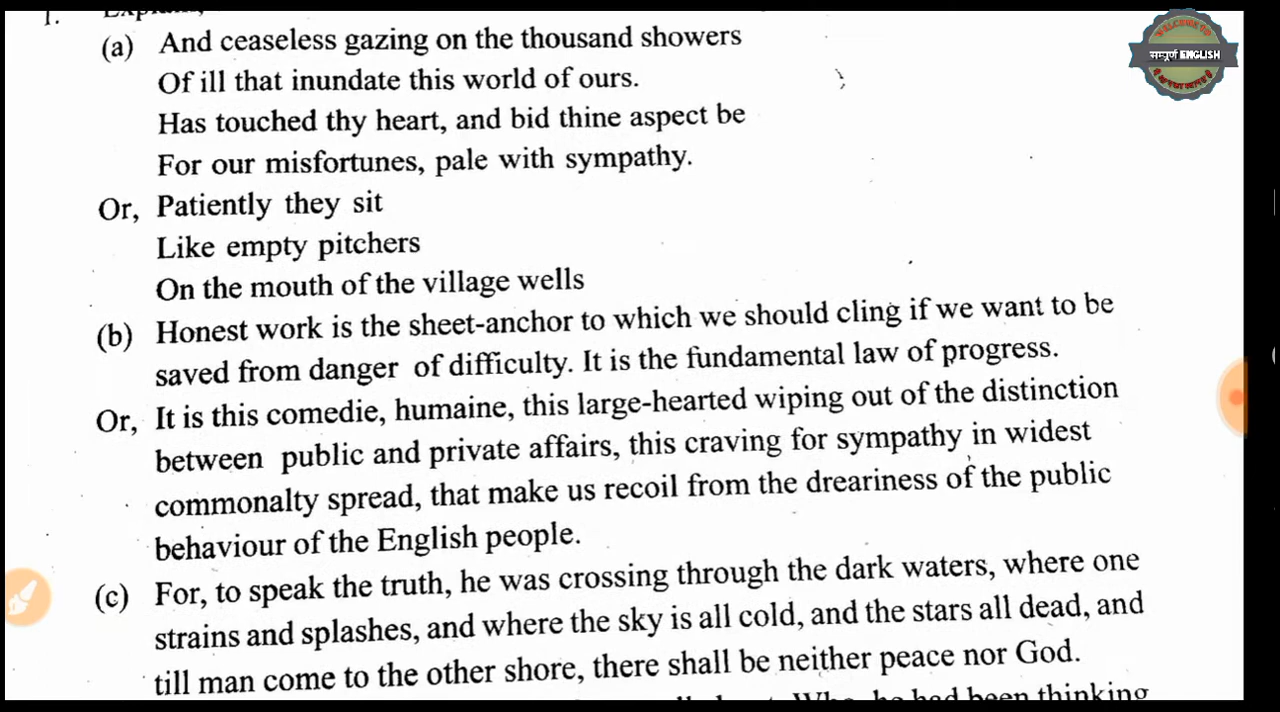 1.
(a) And ceaseless gazing on the thousand showers
Of ill that inundate this world of ours.
Has touched thy heart, and bid thine aspect be
For our misfortunes, pale with sympathy.
Or, Patiently they sit
Like empty pitchers
On the mouth of the village wells
(b) Honest work is the sheet-anchor to which we should cling if we want to be
saved from danger of difficulty. It is the fundamental law of progress.
Or, It is this comedie, humaine, this large-hearted wiping out of the distinction
between public and private affairs, this craving for sympathy in widest
commonalty spread, that make us recoil from the dreariness of the public
behaviour of the English people.
(c) For, to speak the truth, he was crossing through the dark waters, where one
strains and splashes, and where the sky is all cold, and the stars all dead, and
till man come to the other shore, there shall be neither peace nor God.
he had been thinking
सम्पूर्ण ENGLISH